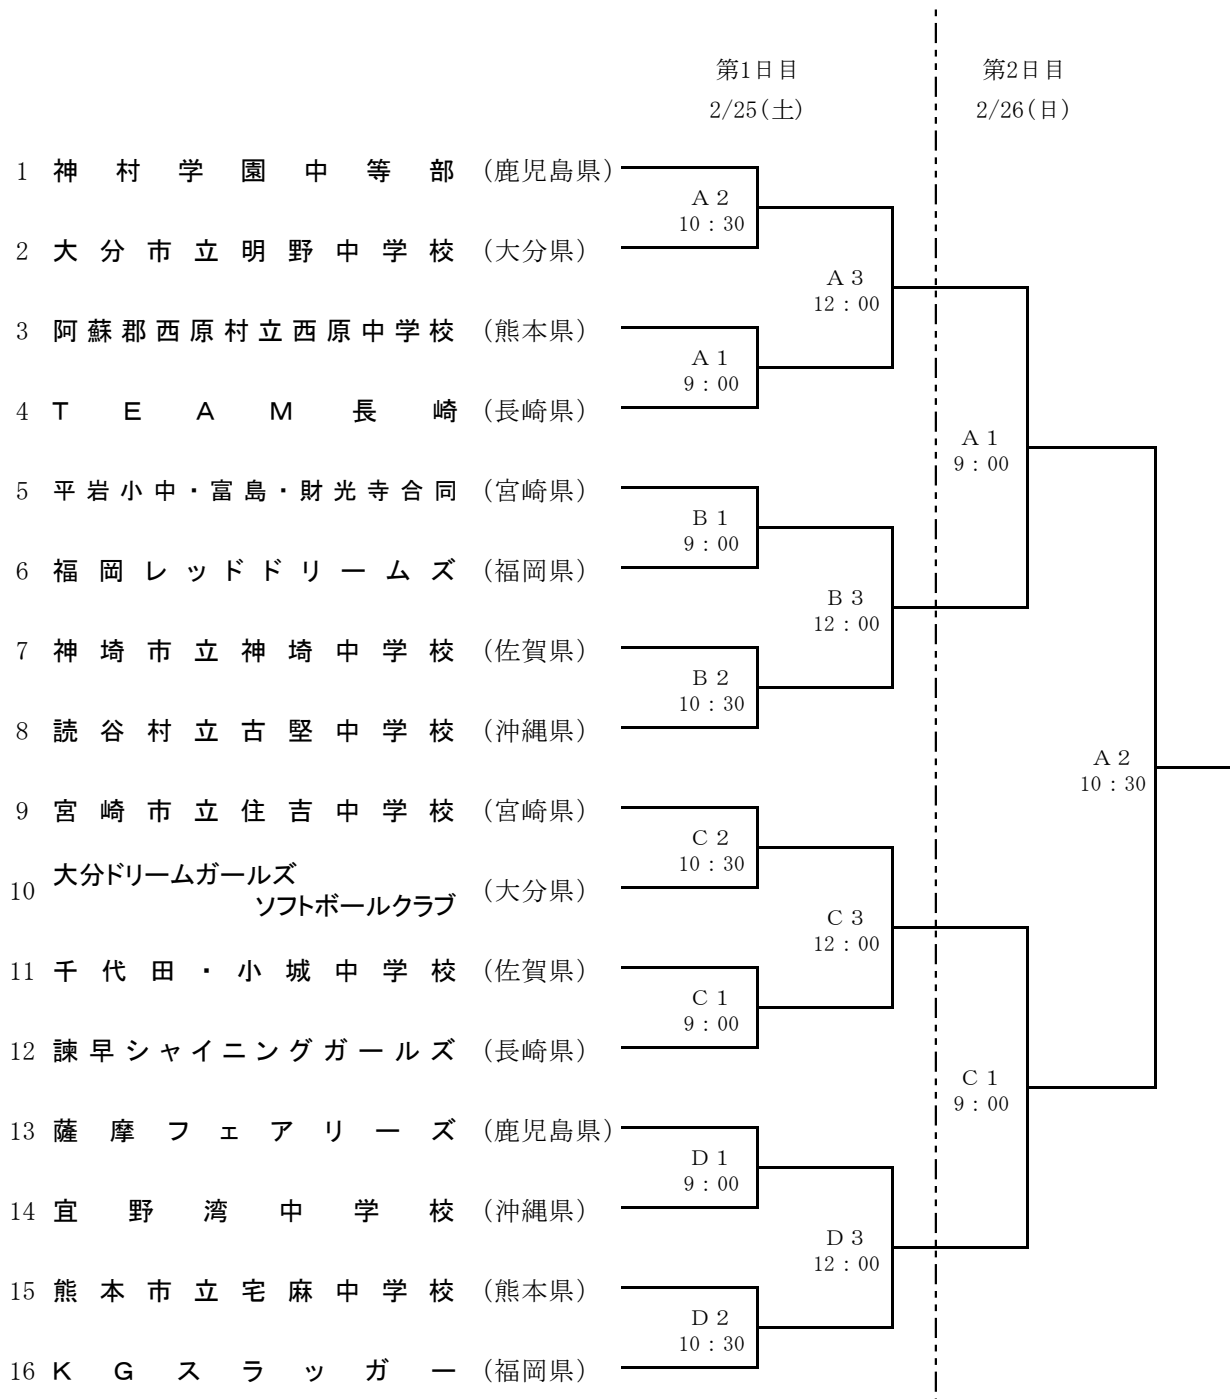 第1日目 第2日目
2/25(土) 2/26(日)
1 神村学園中等部 (鹿児島県)
A 2
10:30
2 大分市立明野中学校 (大分県)
A 3
12:00
3 阿蘇郡西原村立西原中学校 (熊本県)
A 1
9:00
4 TEAM長崎 (長崎県)
A 1
9:00
5 平岩小中・富島・財光寺合同 (宮崎県)
B 1
9:00
6 福岡レッドドリームズ (福岡県)
B 3
12:00
7 神埼市立神埼中学校 (佐賀県)
B 2
10:30
8 読谷村立古堅中学校 (沖縄県)
A 2
10:30
9 宮崎市立住吉中学校 (宮崎県)
C 2
10:30
10 大分ドリームガールズ
ソフトボールクラブ (大分県)
C 3
12:00
11 千代田・小城中学校 (佐賀県)
C 1
9:00
12 諫早シャイニングガールズ (長崎県)
C 1
9:00
13 薩摩フェアリーズ (鹿児島県)
D 1
9:00
14 宜野湾中学校 (沖縄県)
D 3
12:00
15 熊本市立宅麻中学校 (熊本県)
D 2
10:30
16 KGスラッガー (福岡県)